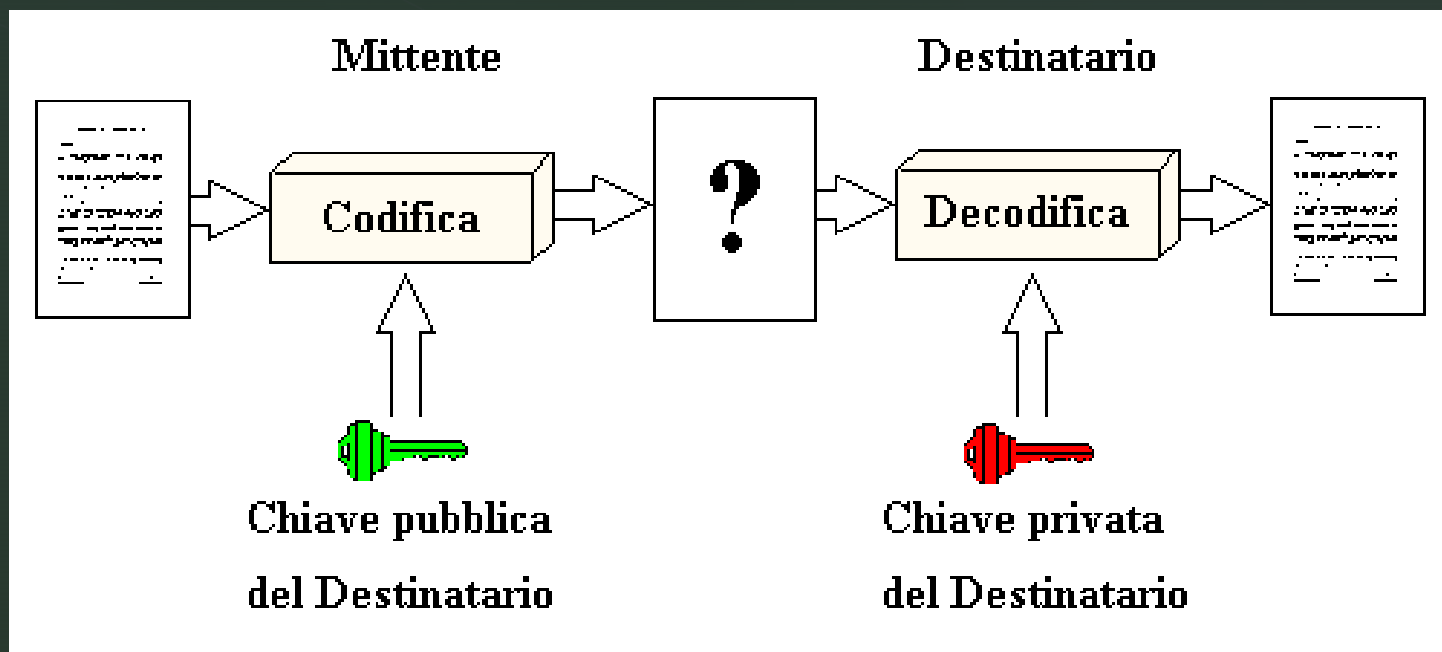 Mittente
Destinatario
Codifica
?
Decodifica
Chiave pubblica
del Destinatario
Chiave privata
del Destinatario